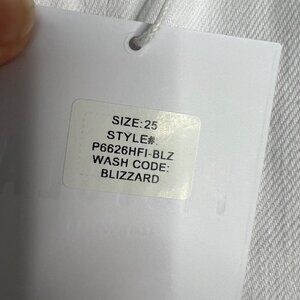 SIZE:25
STYLE#:
P6626HFI-BLZ
WASH CODE:
BLIZZARD